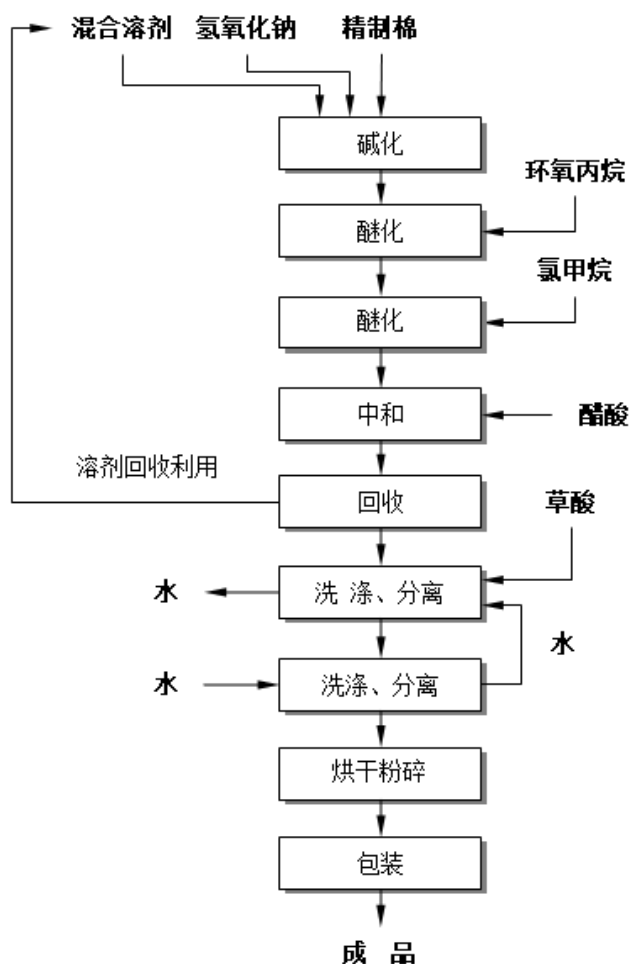 混合溶剂 氢氧化钠 精制棉
碱化
环氧丙烷
醚化
氯甲烷
醚化
中和 醋酸
溶剂回收利用
回收 草酸
水 洗 涤、分离
水
水 洗涤、分离
烘干粉碎
包装
成 品